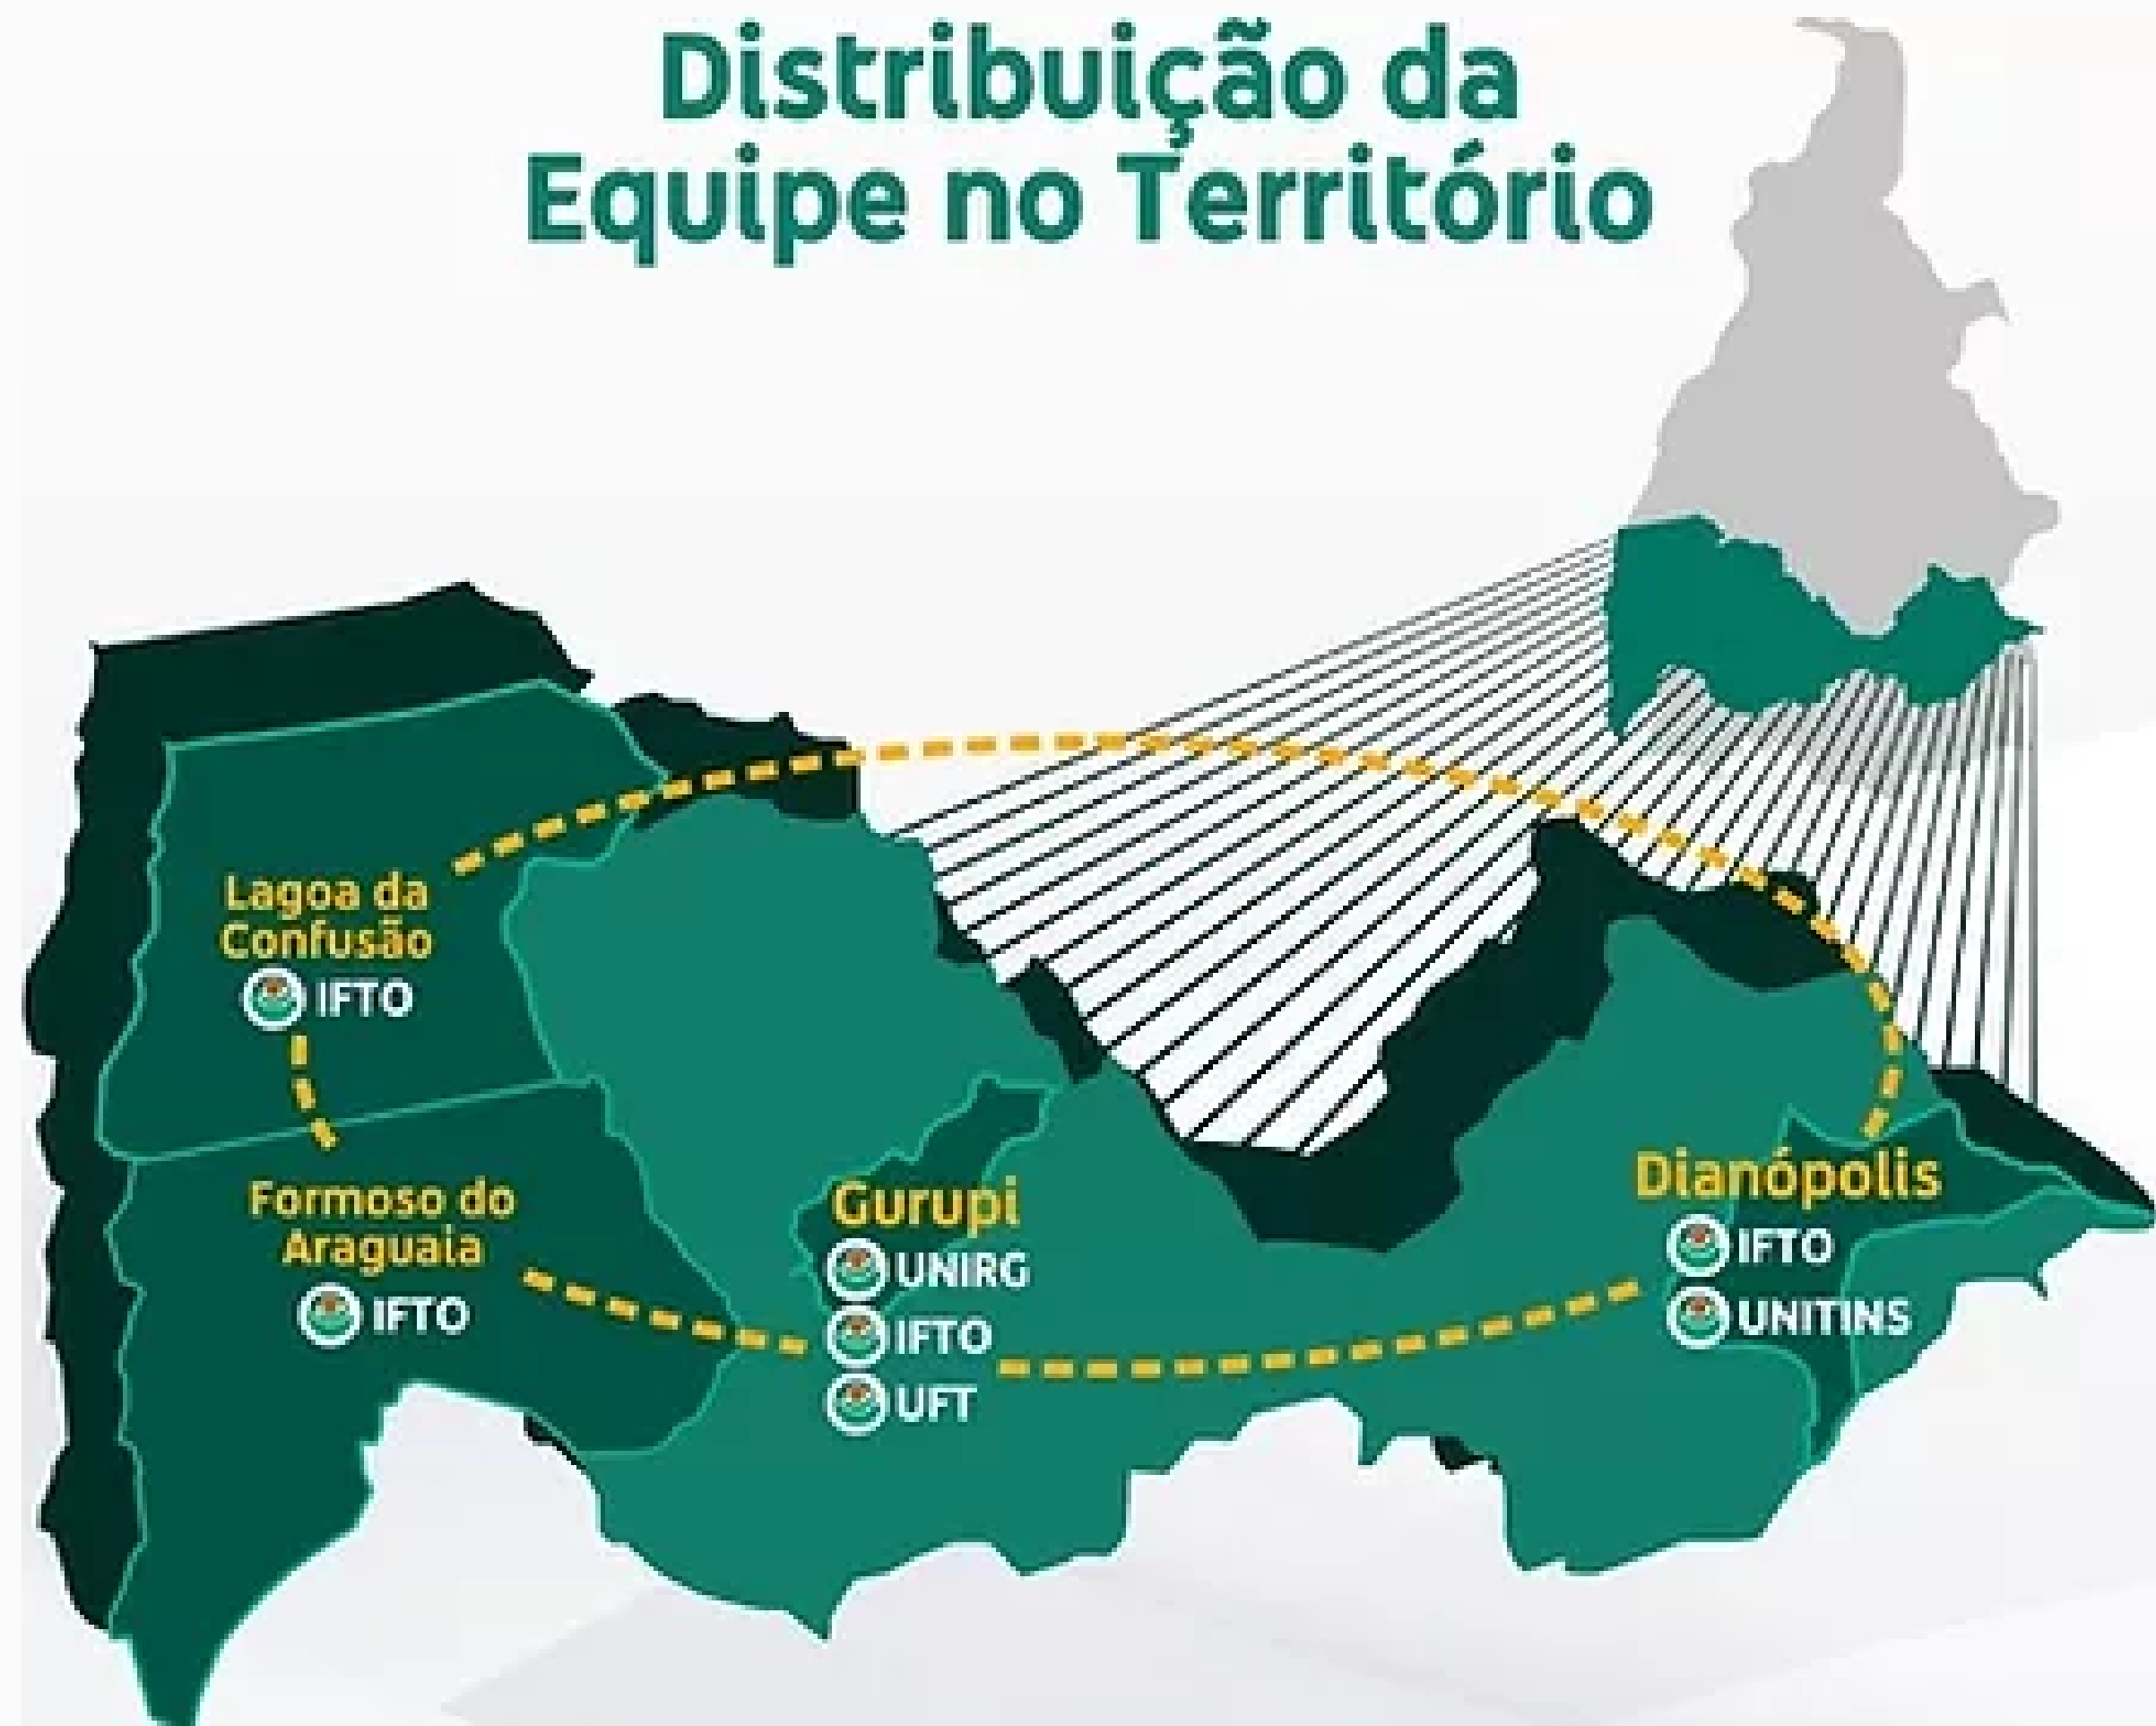 Distribuição da
Equipe no Território
Lagoa da
Confusão
IFTO
Formoso do
Araguaia
IFTO
Gurupi
UNIRG
IFTO
UFT
Dianópolis
IFTO
UNITINS